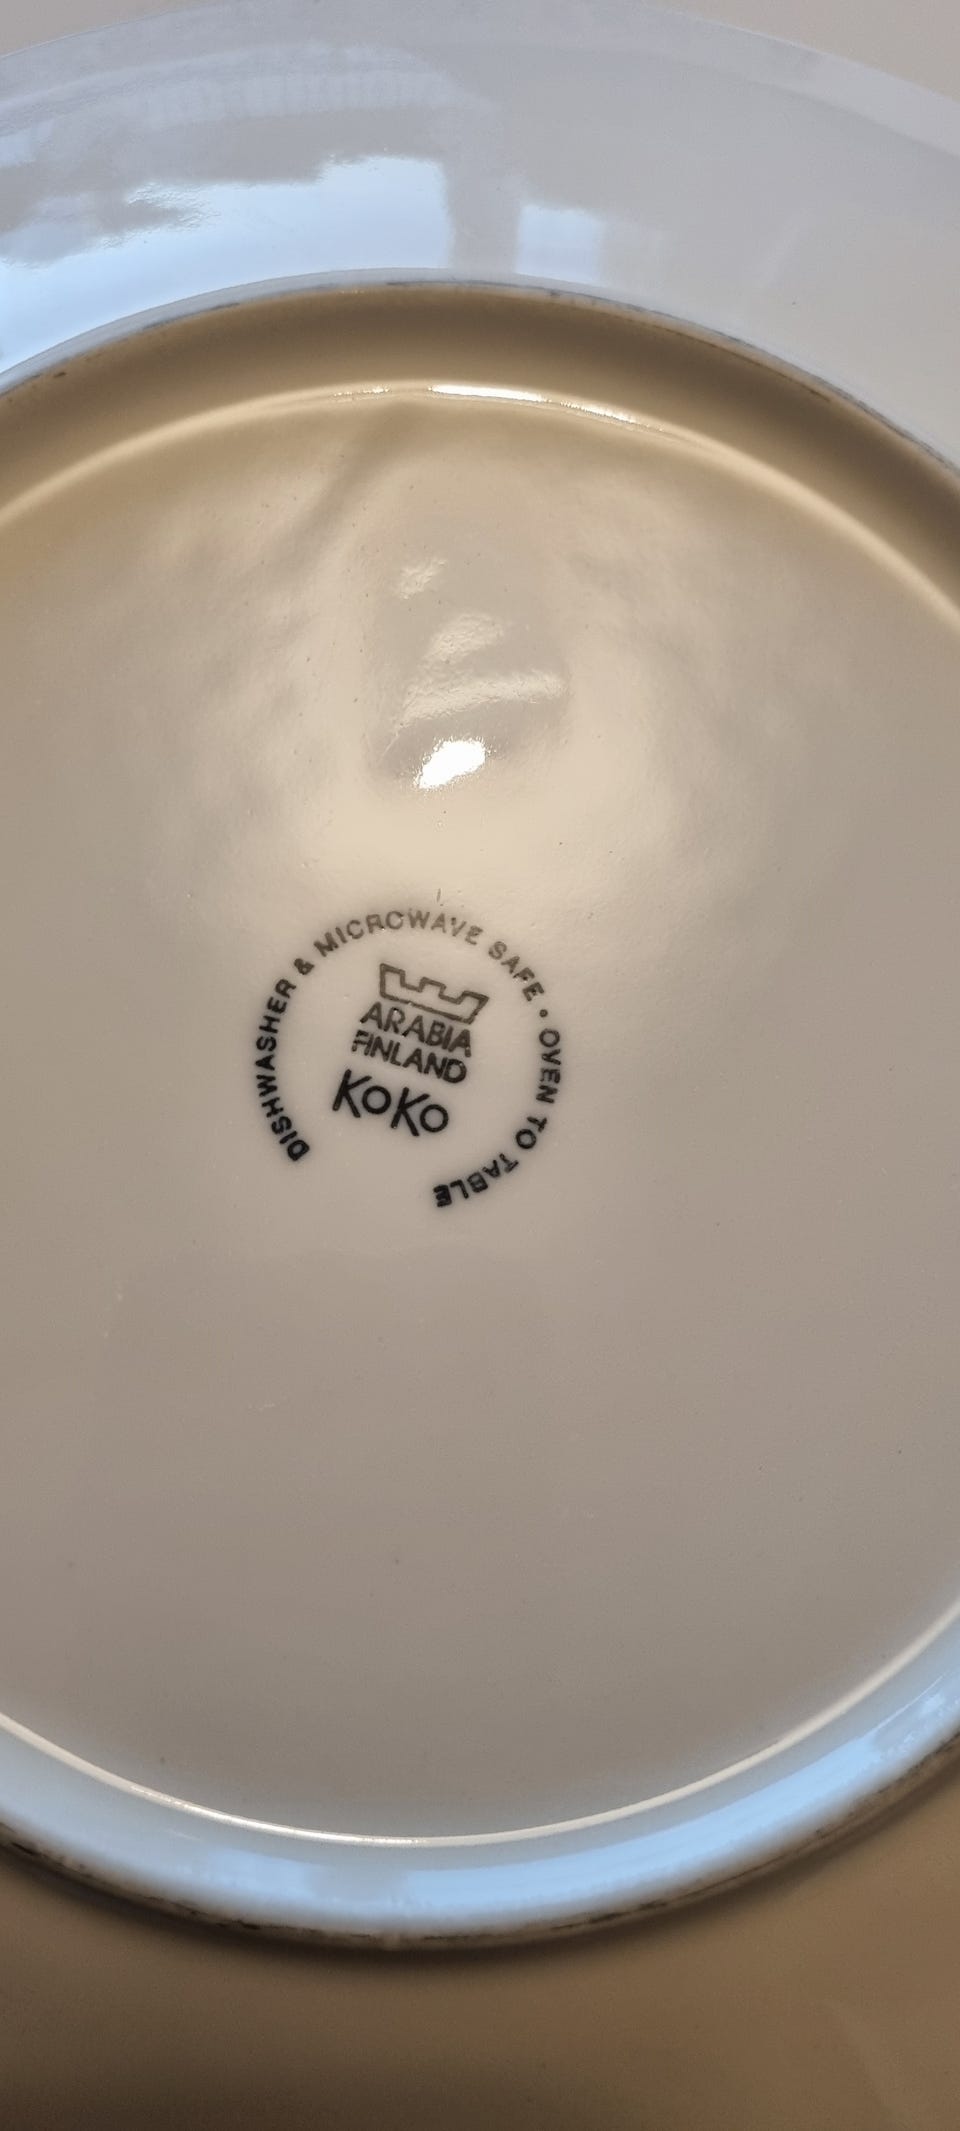 DISHWASHER & MICROWAVE SAFE • OVEN TO TABLE
ARABIA
FINLAND
KoKo